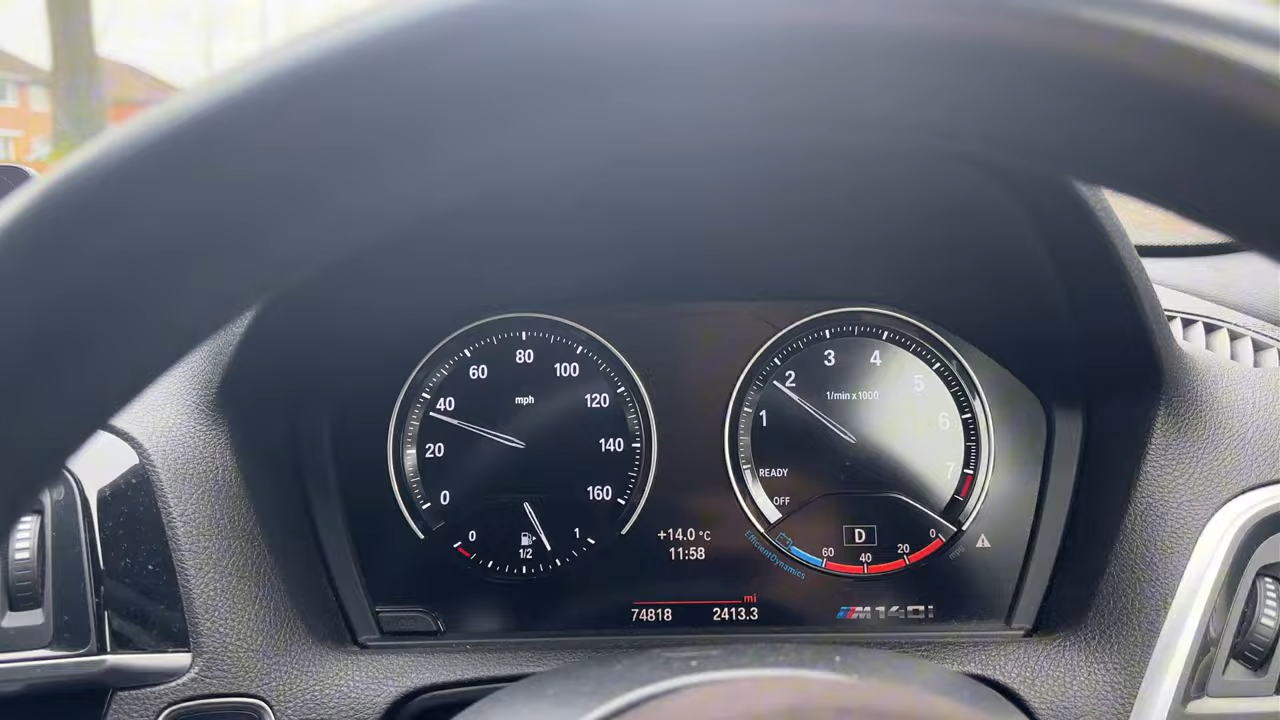 0
20
40
60
80
100
120
140
160
mph
0
1/2
1
+14.0 °C
11:58
mi
74818 2413.3
1
2
3
4
5
6
7
1/min x1000
READY
OFF
D
60
40
20
0
EfficientDynamics
M140i